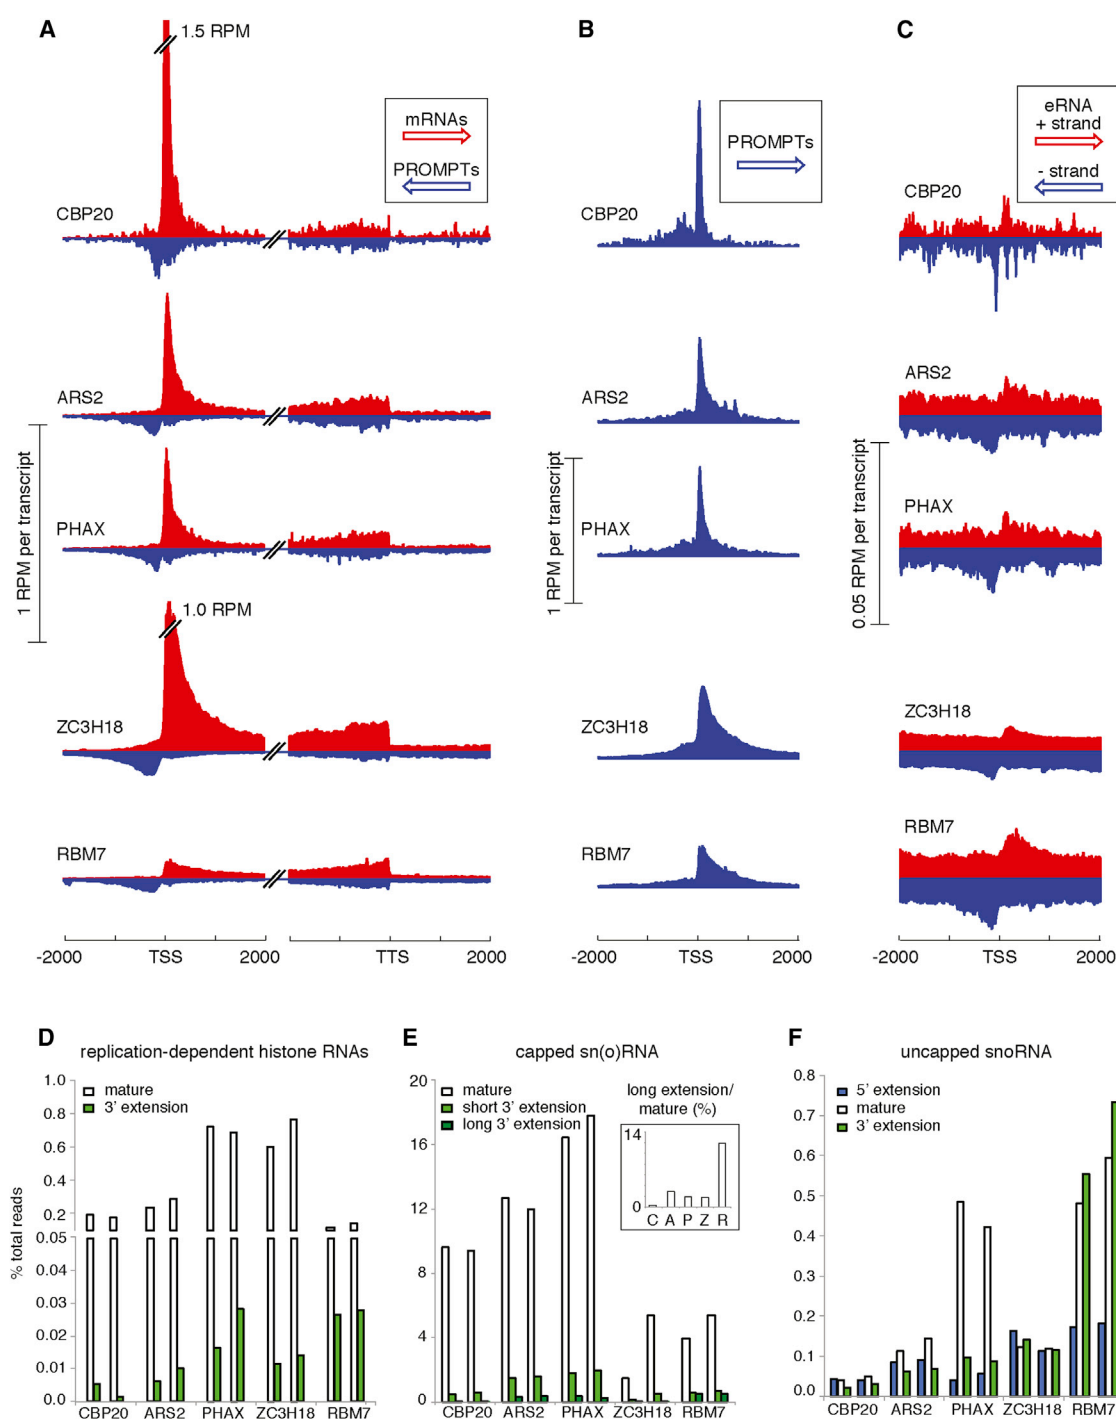 A
1.5 RPM
mRNAs
PROMPTs
CBP20
ARS2
PHAX
1 RPM per transcript
1.0 RPM
ZC3H18
RBM7
-2000
TSS
2000
TTS
2000
B
PROMPTs
CBP20
ARS2
PHAX
1 RPM per transcript
-2000
TSS
2000
C
eRNA
+ strand
- strand
CBP20
ARS2
PHAX
0.05 RPM per transcript
ZC3H18
RBM7
-2000
TSS
2000
D
replication-dependent histone RNAs
mature
3' extension
% total reads
1.0
0.8
0.6
0.4
0.2
0.05
0.04
0.03
0.02
0.01
0.0
CBP20 ARS2 PHAX ZC3H18 RBM7
E
capped sn(o)RNA
mature
short 3' extension
long 3' extension
long extension/
mature (%)
14
0
C A P Z R
20
16
12
8
4
0
CBP20 ARS2 PHAX ZC3H18 RBM7
F
uncapped snoRNA
5' extension
mature
3' extension
0.8
0.7
0.6
0.5
0.4
0.3
0.2
0.1
0.0
CBP20 ARS2 PHAX ZC3H18 RBM7